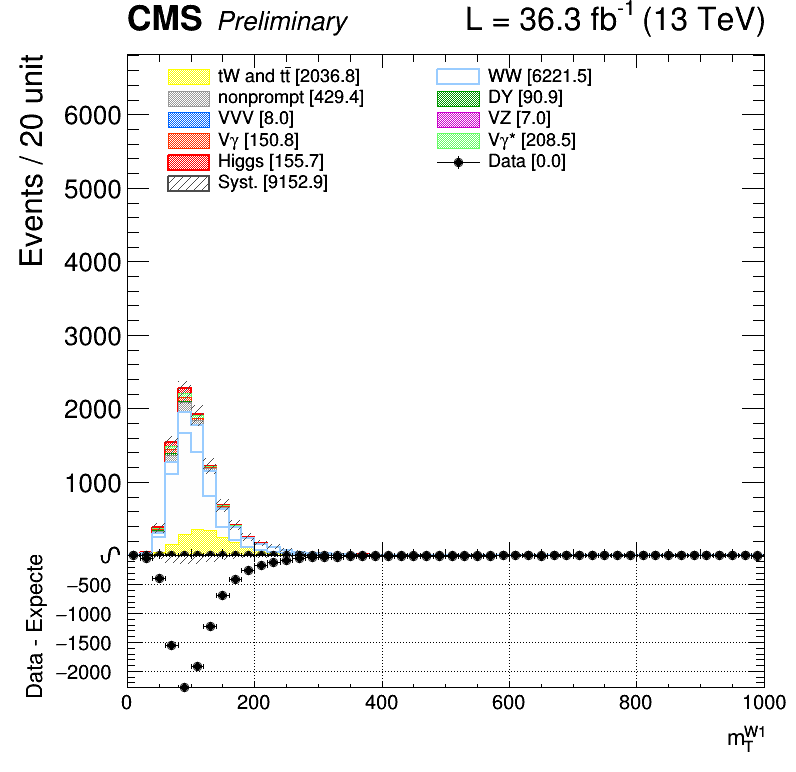 CMS Preliminary L = 36.3 fb⁻¹ (13 TeV)
Events / 20 unit
tW and tt̄ [2036.8]
nonprompt [429.4]
VVV [8.0]
Vγ [150.8]
Higgs [155.7]
Syst. [9152.9]
WW [6221.5]
DY [90.9]
VZ [7.0]
Vγ* [208.5]
Data [0.0]
6000
5000
4000
3000
2000
1000
Data - Expecte
−500
−1000
−1500
−2000
0 200 400 600 800 1000
m_T^W1